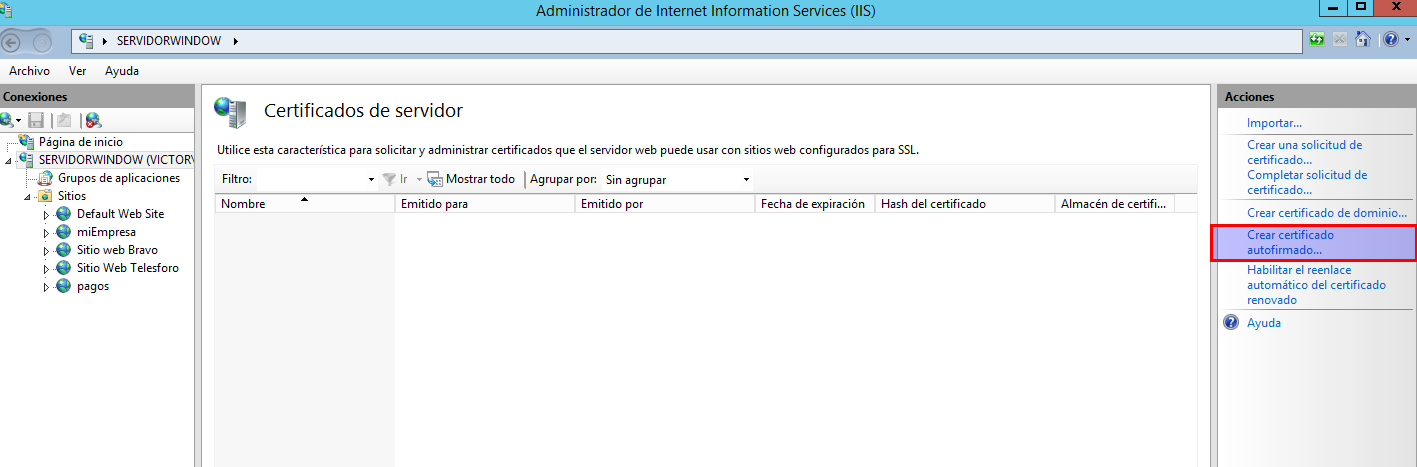 Administrador de Internet Information Services (IIS)
SERVIDORWINDOW
Archivo Ver Ayuda
Conexiones
Página de inicio
SERVIDORWINDOW (VICTORV
Grupos de aplicaciones
Sitios
Default Web Site
miEmpresa
Sitio web Bravo
Sitio Web Telesforo
pagos
Certificados de servidor
Utilice esta característica para solicitar y administrar certificados que el servidor web puede usar con sitios web configurados para SSL.
Filtro: Ir Mostrar todo Agrupar por: Sin agrupar
Nombre Emitido para Emitido por Fecha de expiración Hash del certificado Almacén de certifi...
Acciones
Importar...
Crear una solicitud de
certificado...
Completar solicitud de
certificado...
Crear certificado de dominio...
Crear certificado
autofirmado...
Habilitar el reenlace
automático del certificado
renovado
Ayuda